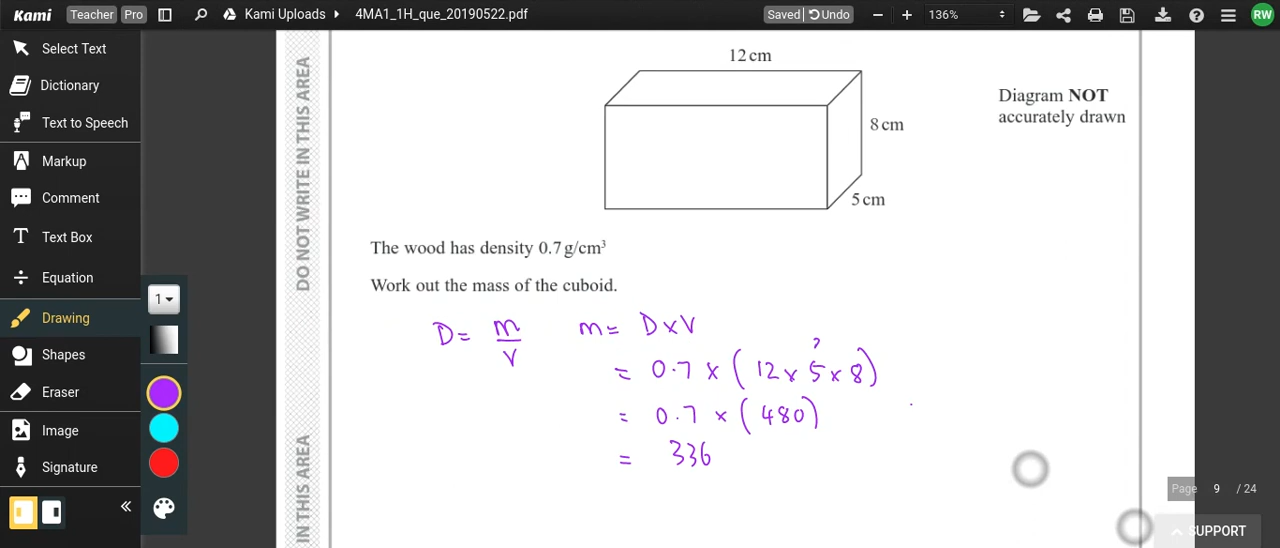 Kami Teacher Pro Kami Uploads 4MA1_1H_que_20190522.pdf Saved Undo 136% RW
Select Text
Dictionary
Text to Speech
Markup
Comment
Text Box
Equation
Drawing
Shapes
Eraser
Image
Signature
1
DO NOT WRITE IN THIS AREA
IN THIS AREA
12 cm
8 cm
5 cm
Diagram NOT
accurately drawn
The wood has density 0.7 g/cm³
Work out the mass of the cuboid.
D = m/V m = D × V
= 0.7 × (12 × 5 × 8)
= 0.7 × (480)
= 336
Page 9 / 24
SUPPORT